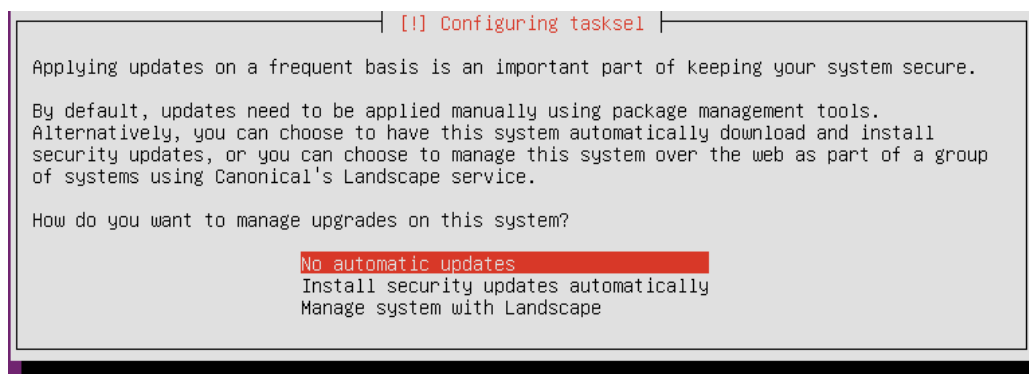 [!] Configuring tasksel
Applying updates on a frequent basis is an important part of keeping your system secure.
By default, updates need to be applied manually using package management tools.
Alternatively, you can choose to have this system automatically download and install
security updates, or you can choose to manage this system over the web as part of a group
of systems using Canonical's Landscape service.
How do you want to manage upgrades on this system?
No automatic updates
Install security updates automatically
Manage system with Landscape